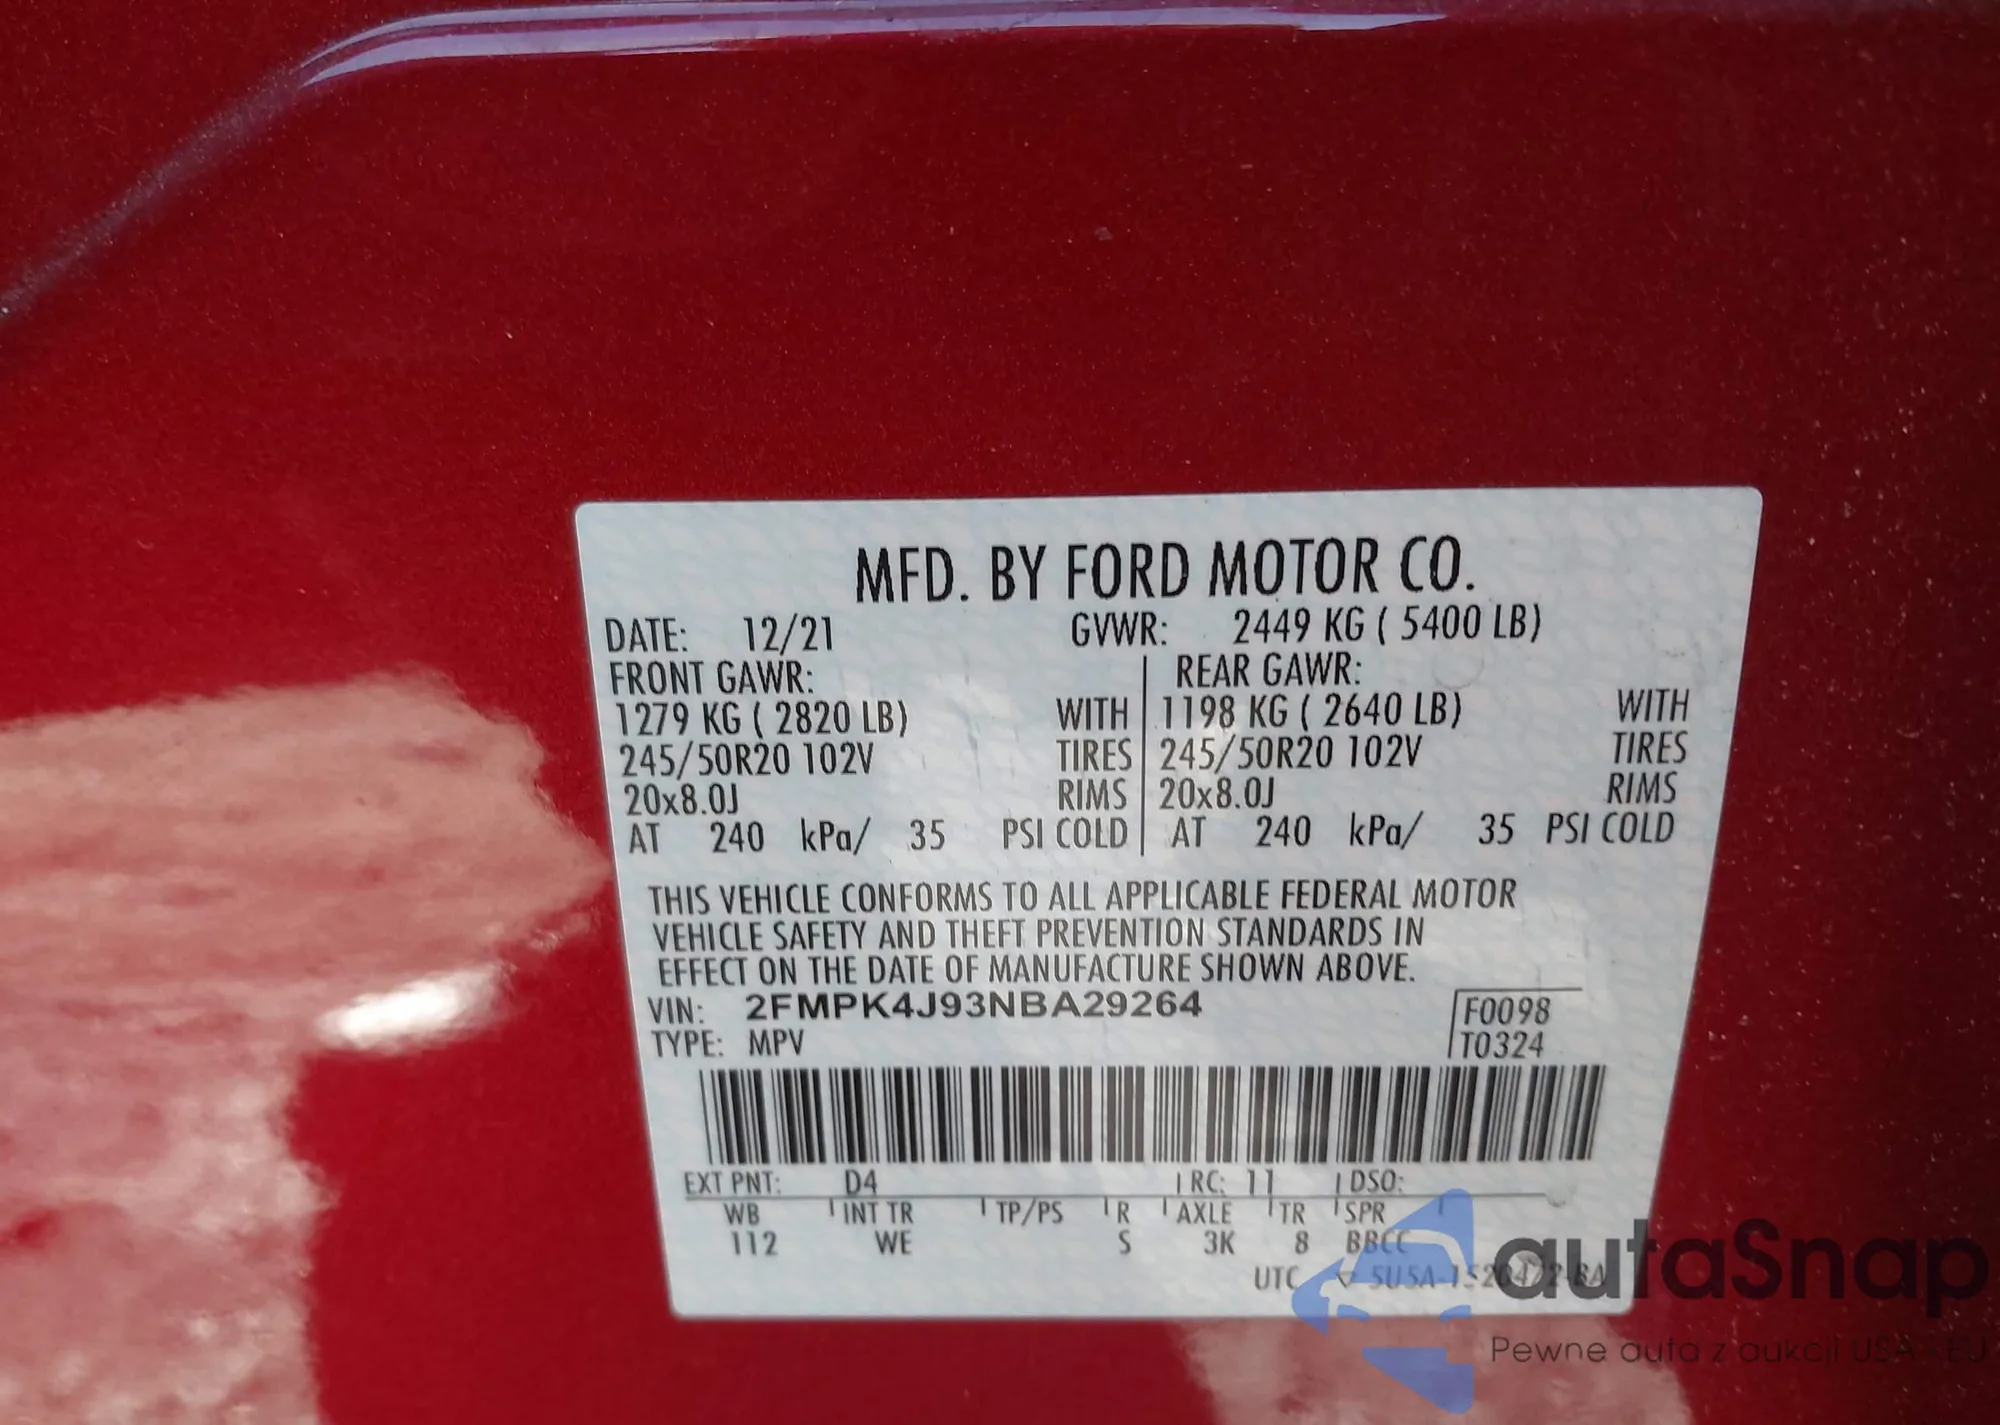 MFD. BY FORD MOTOR CO.
DATE: 12/21 GVWR: 2449 KG ( 5400 LB)
FRONT GAWR: REAR GAWR:
1279 KG ( 2820 LB) WITH 1198 KG ( 2640 LB) WITH
245/50R20 102V TIRES 245/50R20 102V TIRES
20x8.0J RIMS 20x8.0J RIMS
AT 240 kPa/ 35 PSI COLD AT 240 kPa/ 35 PSI COLD
THIS VEHICLE CONFORMS TO ALL APPLICABLE FEDERAL MOTOR
VEHICLE SAFETY AND THEFT PREVENTION STANDARDS IN
EFFECT ON THE DATE OF MANUFACTURE SHOWN ABOVE.
VIN: 2FMPK4J93NBA29264 F0098
TYPE: MPV T0324
EXT PNT: D4 RC: 11 DSO:
WB INT TR TP/PS R AXLE TR SPR
112 WE S 3K 8 BBCC
UTC
autaSnap
Pewne auta z aukcji USA - EU